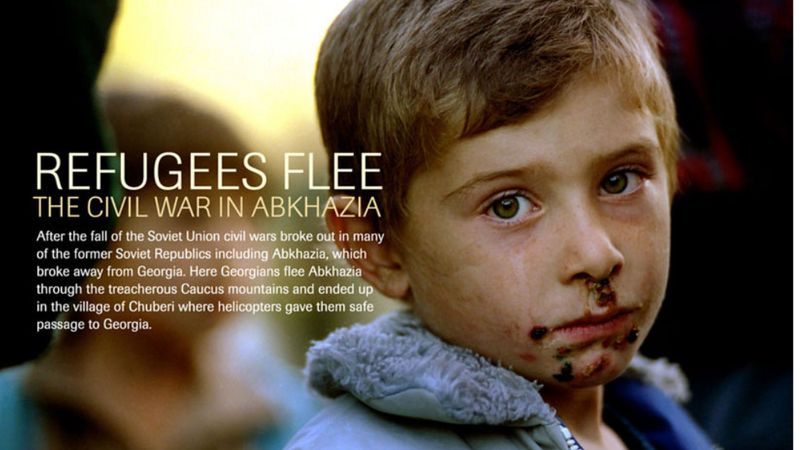 REFUGEES FLEE
THE CIVIL WAR IN ABKHAZIA
After the fall of the Soviet Union civil wars broke out in many
of the former Soviet Republics including Abkhazia, which
broke away from Georgia. Here Georgians flee Abkhazia
through the treacherous Caucus mountains and ended up
in the village of Chuberi where helicopters gave them safe
passage to Georgia.